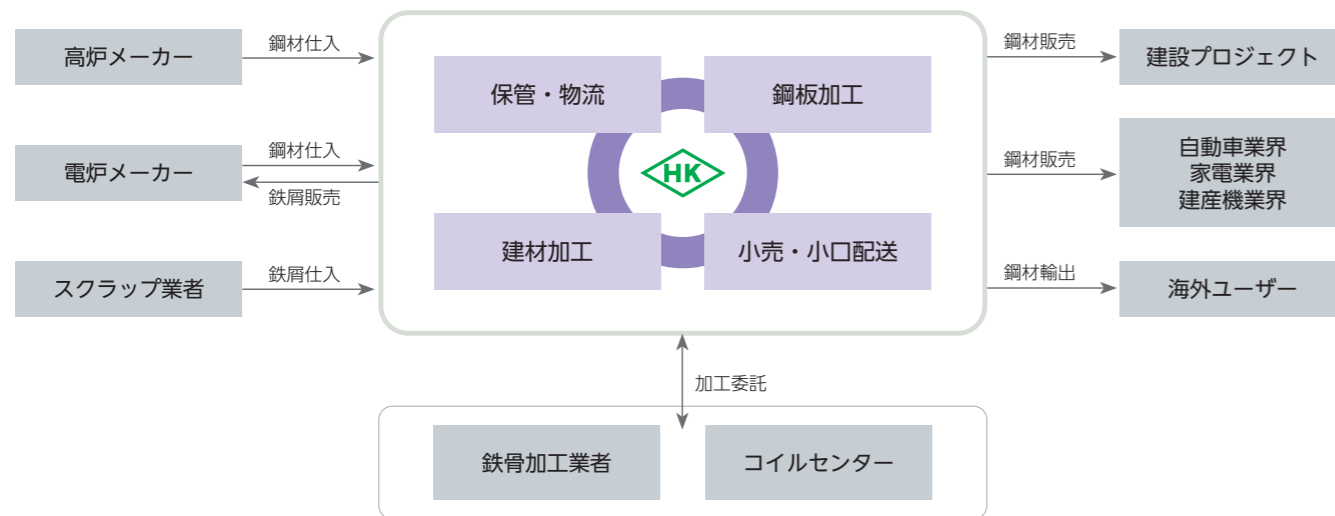 高炉メーカー
鋼材仕入
電炉メーカー
鋼材仕入
鉄屑販売
スクラップ業者
鉄屑仕入
保管・物流
鋼板加工
HK
建材加工
小売・小口配送
鋼材販売
建設プロジェクト
鋼材販売
自動車業界
家電業界
建産機業界
鋼材輸出
海外ユーザー
加工委託
鉄骨加工業者
コイルセンター